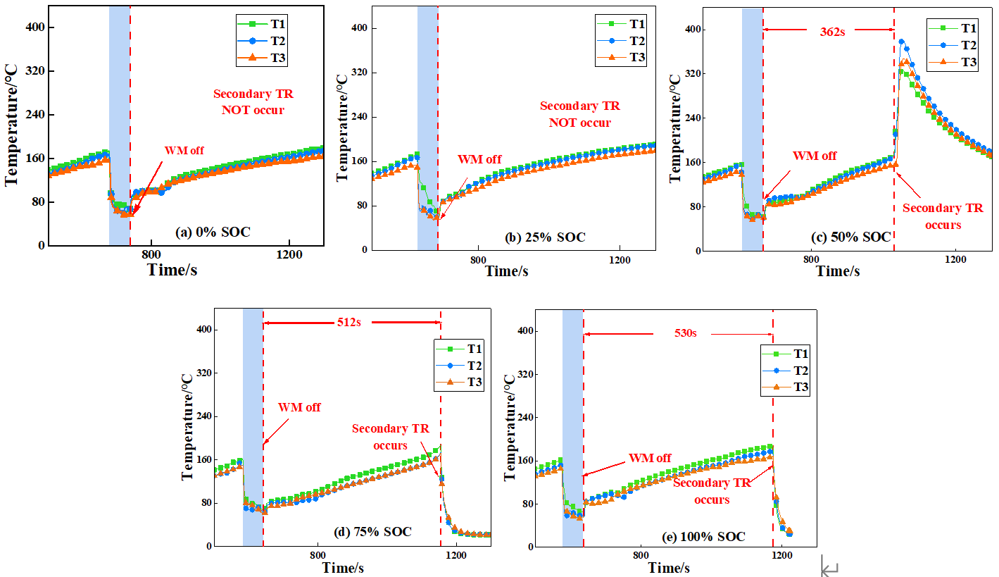 440
400
T1
T2
320
T3
240
Secondary TR
NOT occur
160
WM off
80
(a) 0% SOC
0
800
1200
Time/s
Temperature/°C
400
T1
T2
320
T3
240
Secondary TR
NOT occur
WM off
160
80
(b) 25% SOC
0
800
1200
Time/s
Temperature/°C
400
362s
T1
T2
320
T3
240
WM off
160
80
Secondary TR
occurs
(c) 50% SOC
0
800
1200
Time/s
Temperature/°C
400
512s
T1
T2
320
T3
WM off
240
Secondary TR
occurs
160
80
(d) 75% SOC
0
800
1200
Time/s
Temperature/°C
400
530s
T1
T2
320
T3
240
WM off
160
Secondary TR
occurs
80
(e) 100% SOC
0
800
1200
Time/s
Temperature/°C